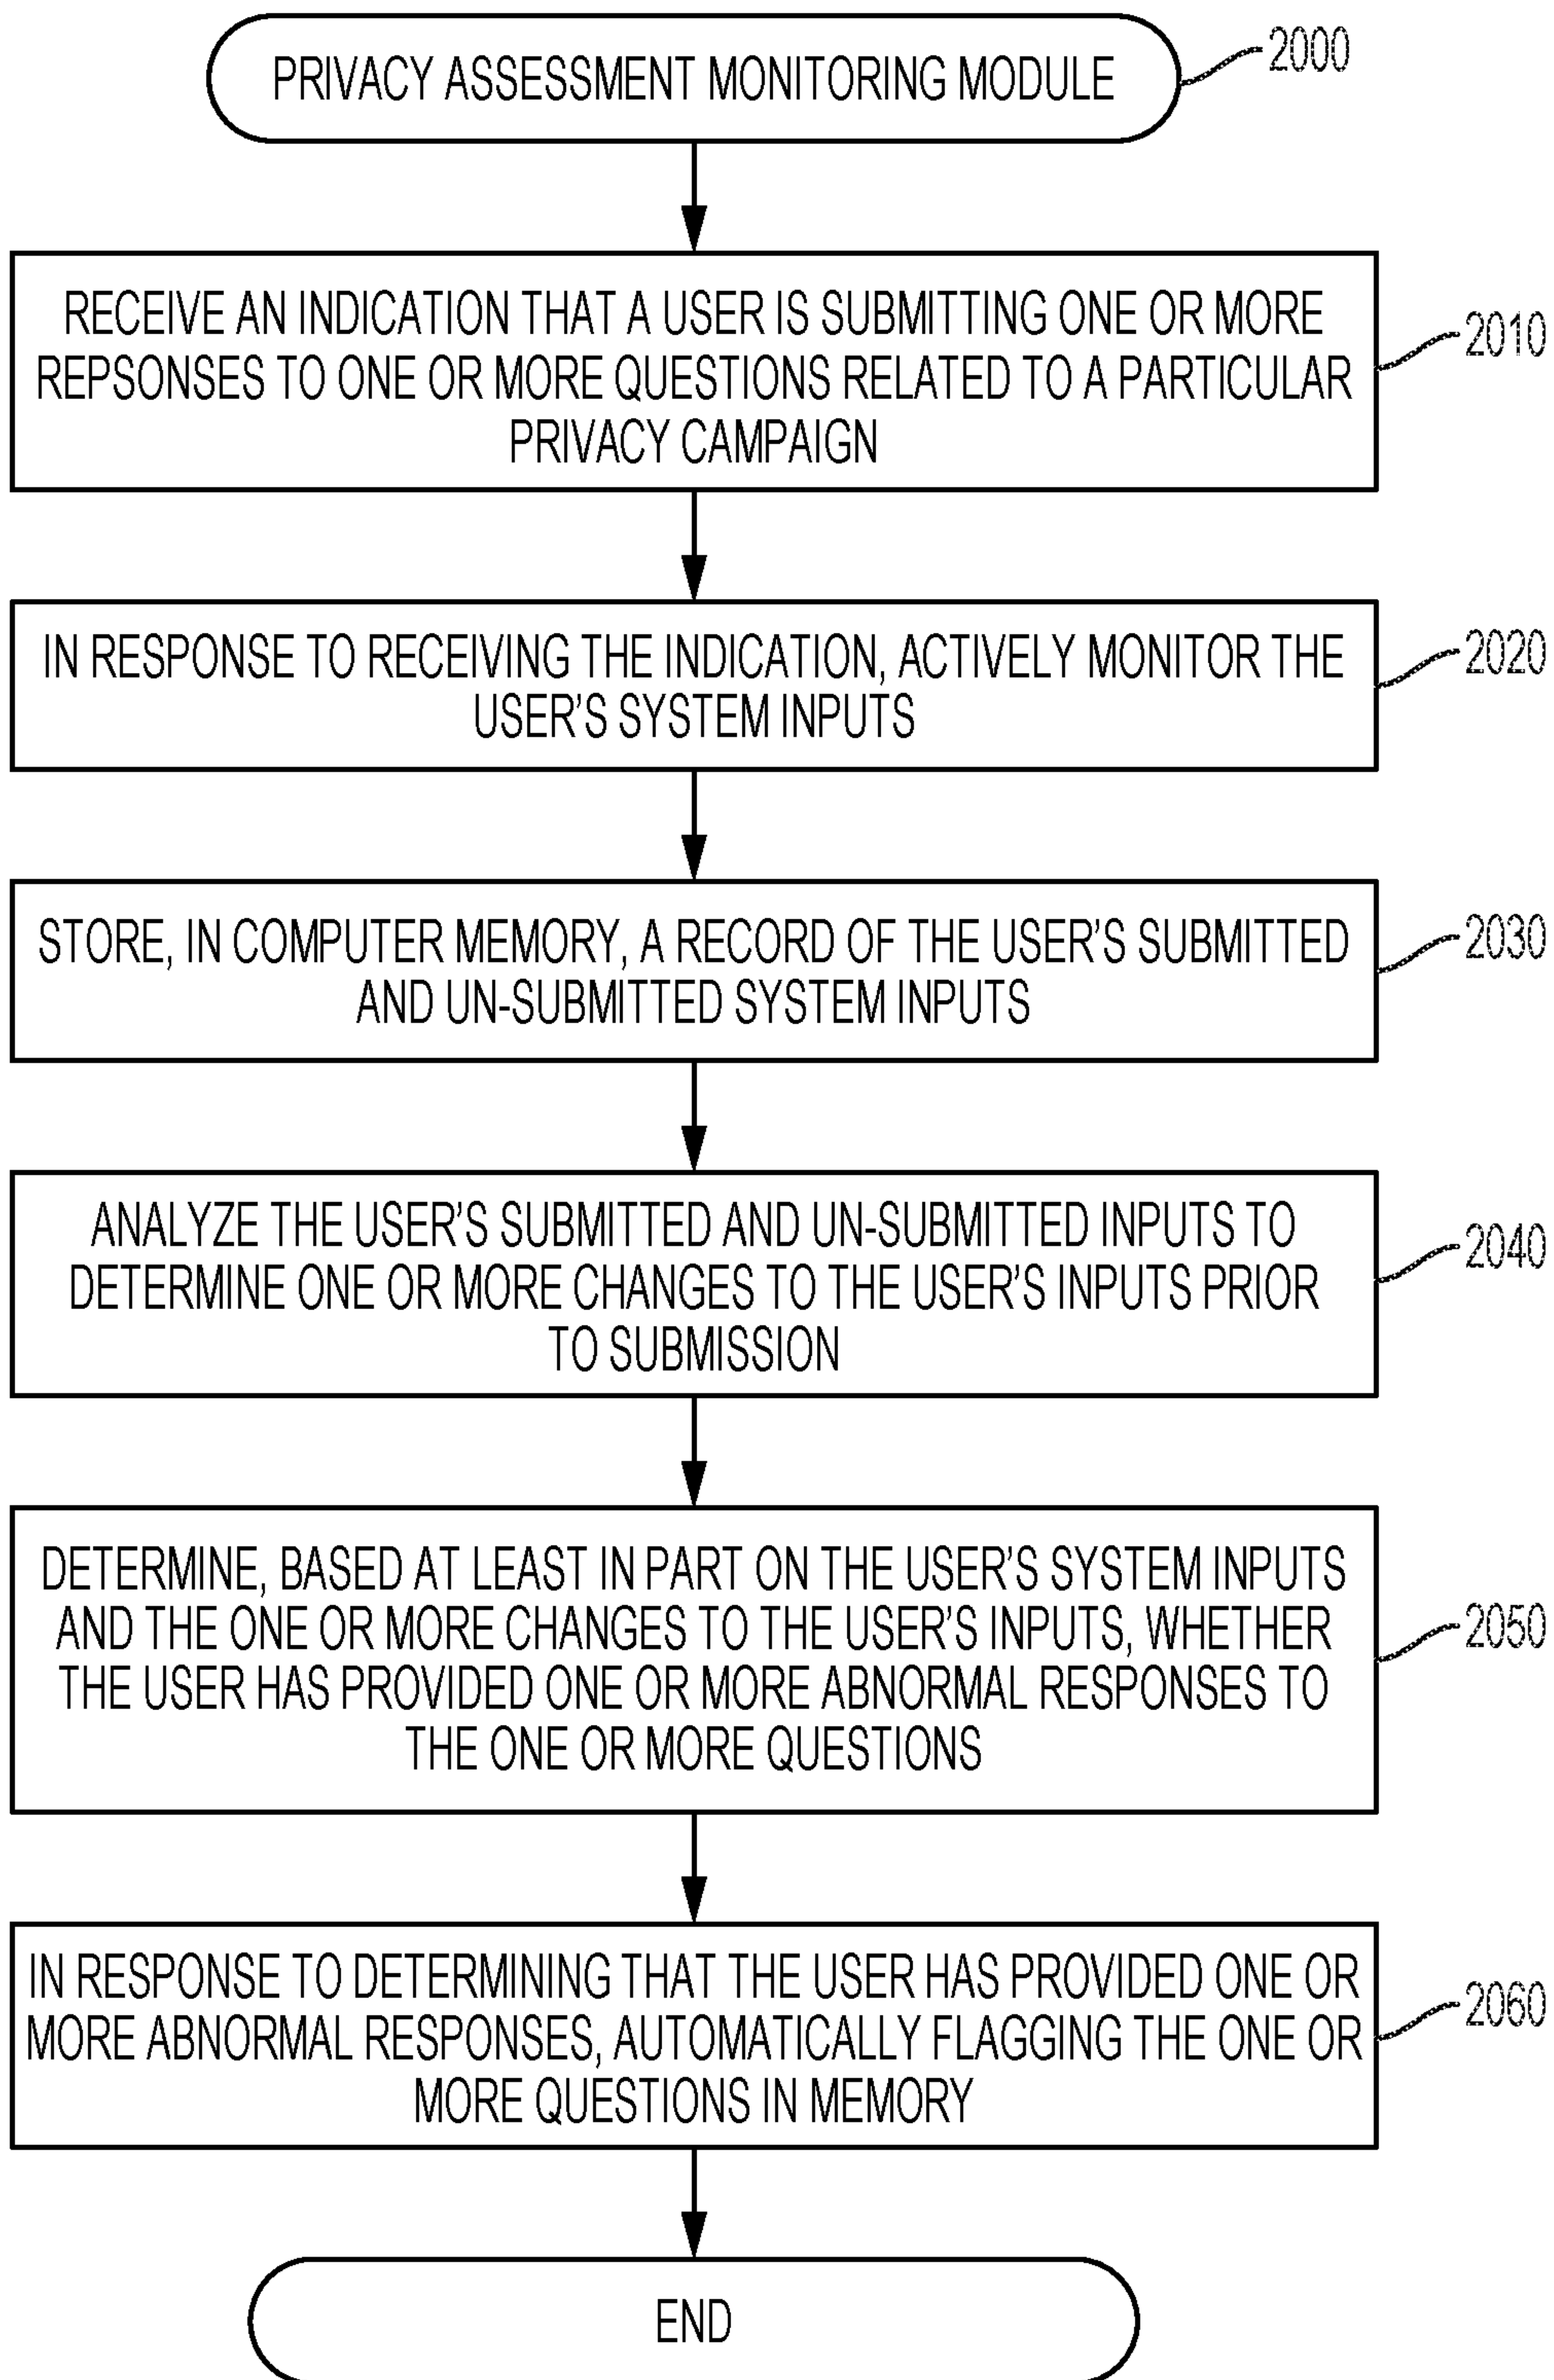 PRIVACY ASSESSMENT MONITORING MODULE
2000
RECEIVE AN INDICATION THAT A USER IS SUBMITTING ONE OR MORE
REPSONSES TO ONE OR MORE QUESTIONS RELATED TO A PARTICULAR
PRIVACY CAMPAIGN
2010
IN RESPONSE TO RECEIVING THE INDICATION, ACTIVELY MONITOR THE
USER'S SYSTEM INPUTS
2020
STORE, IN COMPUTER MEMORY, A RECORD OF THE USER'S SUBMITTED
AND UN-SUBMITTED SYSTEM INPUTS
2030
ANALYZE THE USER'S SUBMITTED AND UN-SUBMITTED INPUTS TO
DETERMINE ONE OR MORE CHANGES TO THE USER'S INPUTS PRIOR
TO SUBMISSION
2040
DETERMINE, BASED AT LEAST IN PART ON THE USER'S SYSTEM INPUTS
AND THE ONE OR MORE CHANGES TO THE USER'S INPUTS, WHETHER
THE USER HAS PROVIDED ONE OR MORE ABNORMAL RESPONSES TO
THE ONE OR MORE QUESTIONS
2050
IN RESPONSE TO DETERMINING THAT THE USER HAS PROVIDED ONE OR
MORE ABNORMAL RESPONSES, AUTOMATICALLY FLAGGING THE ONE OR
MORE QUESTIONS IN MEMORY
2060
END